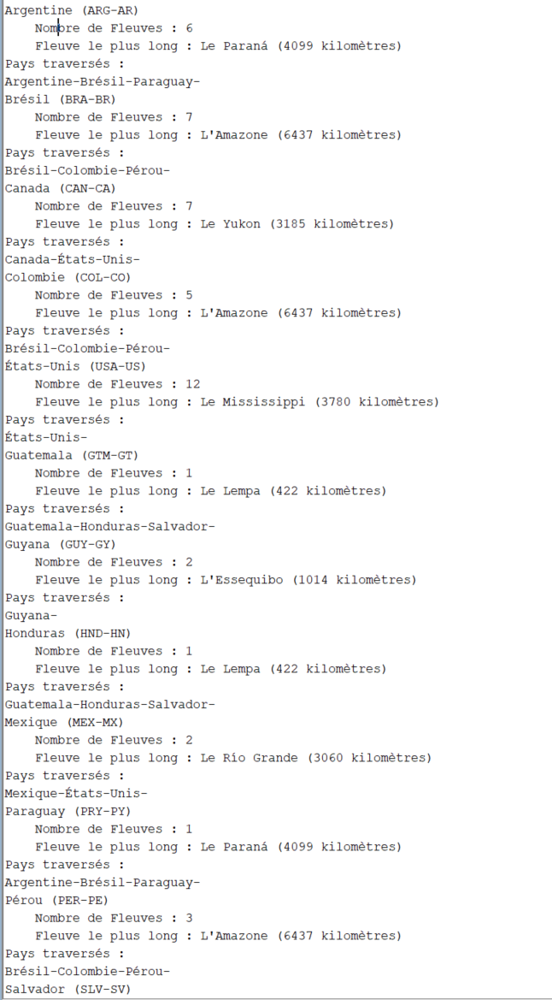 Argentine (ARG-AR)
Nombre de Fleuves : 6
Fleuve le plus long : Le Paraná (4099 kilomètres)
Pays traversés :
Argentine-Brésil-Paraguay-
Brésil (BRA-BR)
Nombre de Fleuves : 7
Fleuve le plus long : L'Amazone (6437 kilomètres)
Pays traversés :
Brésil-Colombie-Pérou-
Canada (CAN-CA)
Nombre de Fleuves : 7
Fleuve le plus long : Le Yukon (3185 kilomètres)
Pays traversés :
Canada-États-Unis-
Colombie (COL-CO)
Nombre de Fleuves : 5
Fleuve le plus long : L'Amazone (6437 kilomètres)
Pays traversés :
Brésil-Colombie-Pérou-
États-Unis (USA-US)
Nombre de Fleuves : 12
Fleuve le plus long : Le Mississippi (3780 kilomètres)
Pays traversés :
États-Unis-
Guatemala (GTM-GT)
Nombre de Fleuves : 1
Fleuve le plus long : Le Lempa (422 kilomètres)
Pays traversés :
Guatemala-Honduras-Salvador-
Guyana (GUY-GY)
Nombre de Fleuves : 2
Fleuve le plus long : L'Essequibo (1014 kilomètres)
Pays traversés :
Guyana-
Honduras (HND-HN)
Nombre de Fleuves : 1
Fleuve le plus long : Le Lempa (422 kilomètres)
Pays traversés :
Guatemala-Honduras-Salvador-
Mexique (MEX-MX)
Nombre de Fleuves : 2
Fleuve le plus long : Le Río Grande (3060 kilomètres)
Pays traversés :
Mexique-États-Unis-
Paraguay (PRY-PY)
Nombre de Fleuves : 1
Fleuve le plus long : Le Paraná (4099 kilomètres)
Pays traversés :
Argentine-Brésil-Paraguay-
Pérou (PER-PE)
Nombre de Fleuves : 3
Fleuve le plus long : L'Amazone (6437 kilomètres)
Pays traversés :
Brésil-Colombie-Pérou-
Salvador (SLV-SV)